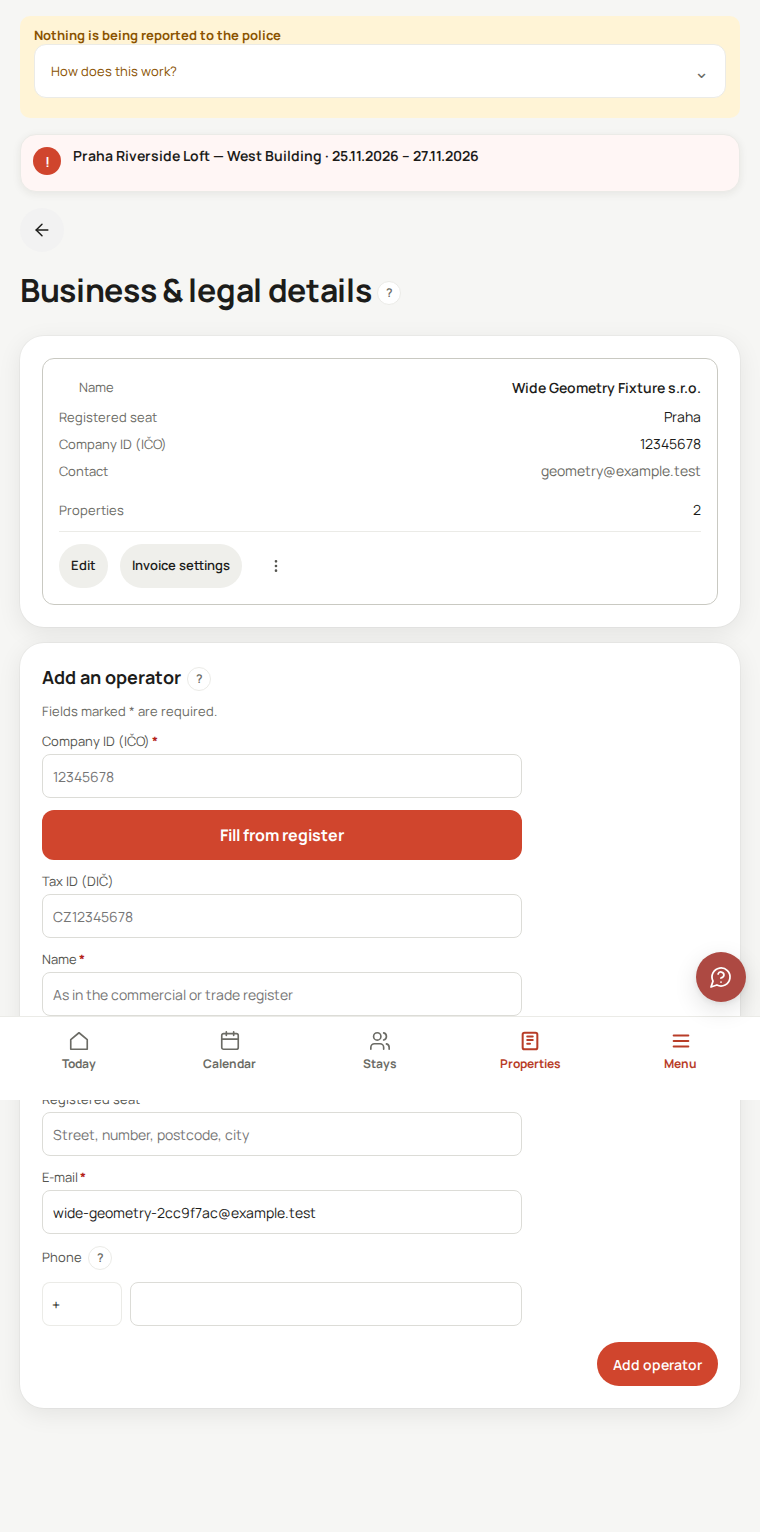 Nothing is being reported to the police
How does this work?
! Praha Riverside Loft — West Building · 25.11.2026 – 27.11.2026
Business & legal details ?
Name Wide Geometry Fixture s.r.o.
Registered seat Praha
Company ID (IČO) 12345678
Contact geometry@example.test
Properties 2
Edit Invoice settings
Add an operator ?
Fields marked * are required.
Company ID (IČO) *
12345678
Fill from register
Tax ID (DIČ)
CZ12345678
Name *
As in the commercial or trade register
Today Calendar Stays Properties Menu
Registered seat
Street, number, postcode, city
E-mail *
wide-geometry-2cc9f7ac@example.test
Phone ?
+
Add operator